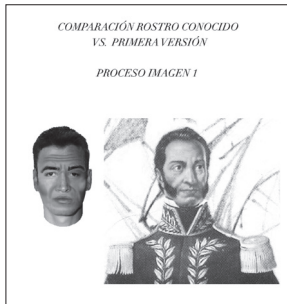 COMPARACIÓN ROSTRO CONOCIDO
VS. PRIMERA VERSIÓN
PROCESO IMAGEN 1